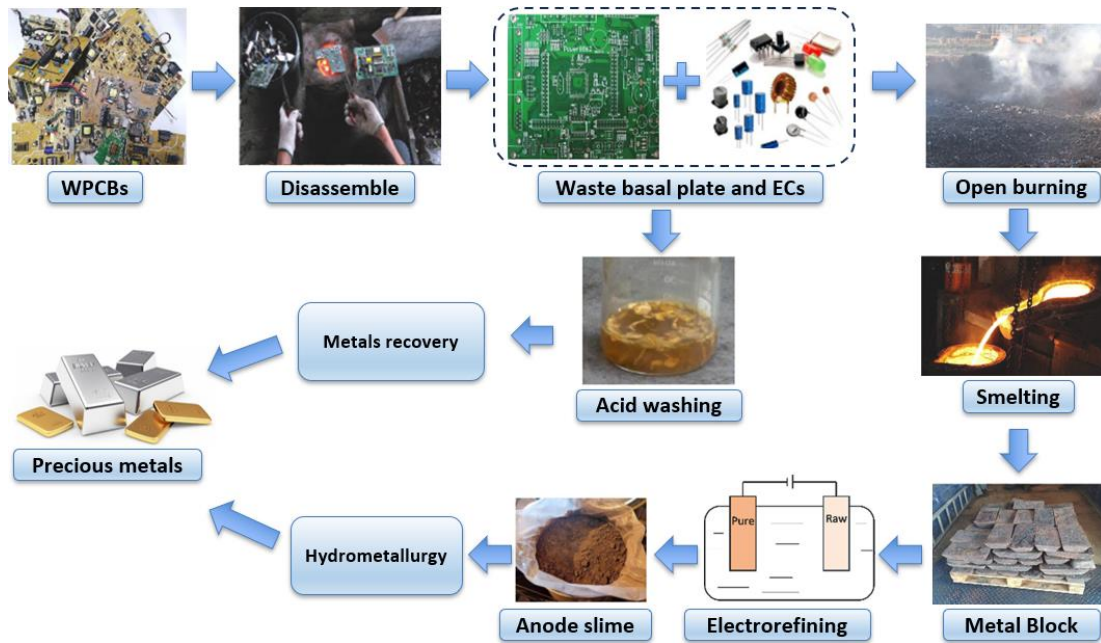 WPCBs
Disassemble
Waste basal plate and ECs
Open burning
Metals recovery
Acid washing
Smelting
Precious metals
Hydrometallurgy
Anode slime
Pure
Raw
Electrorefining
Metal Block